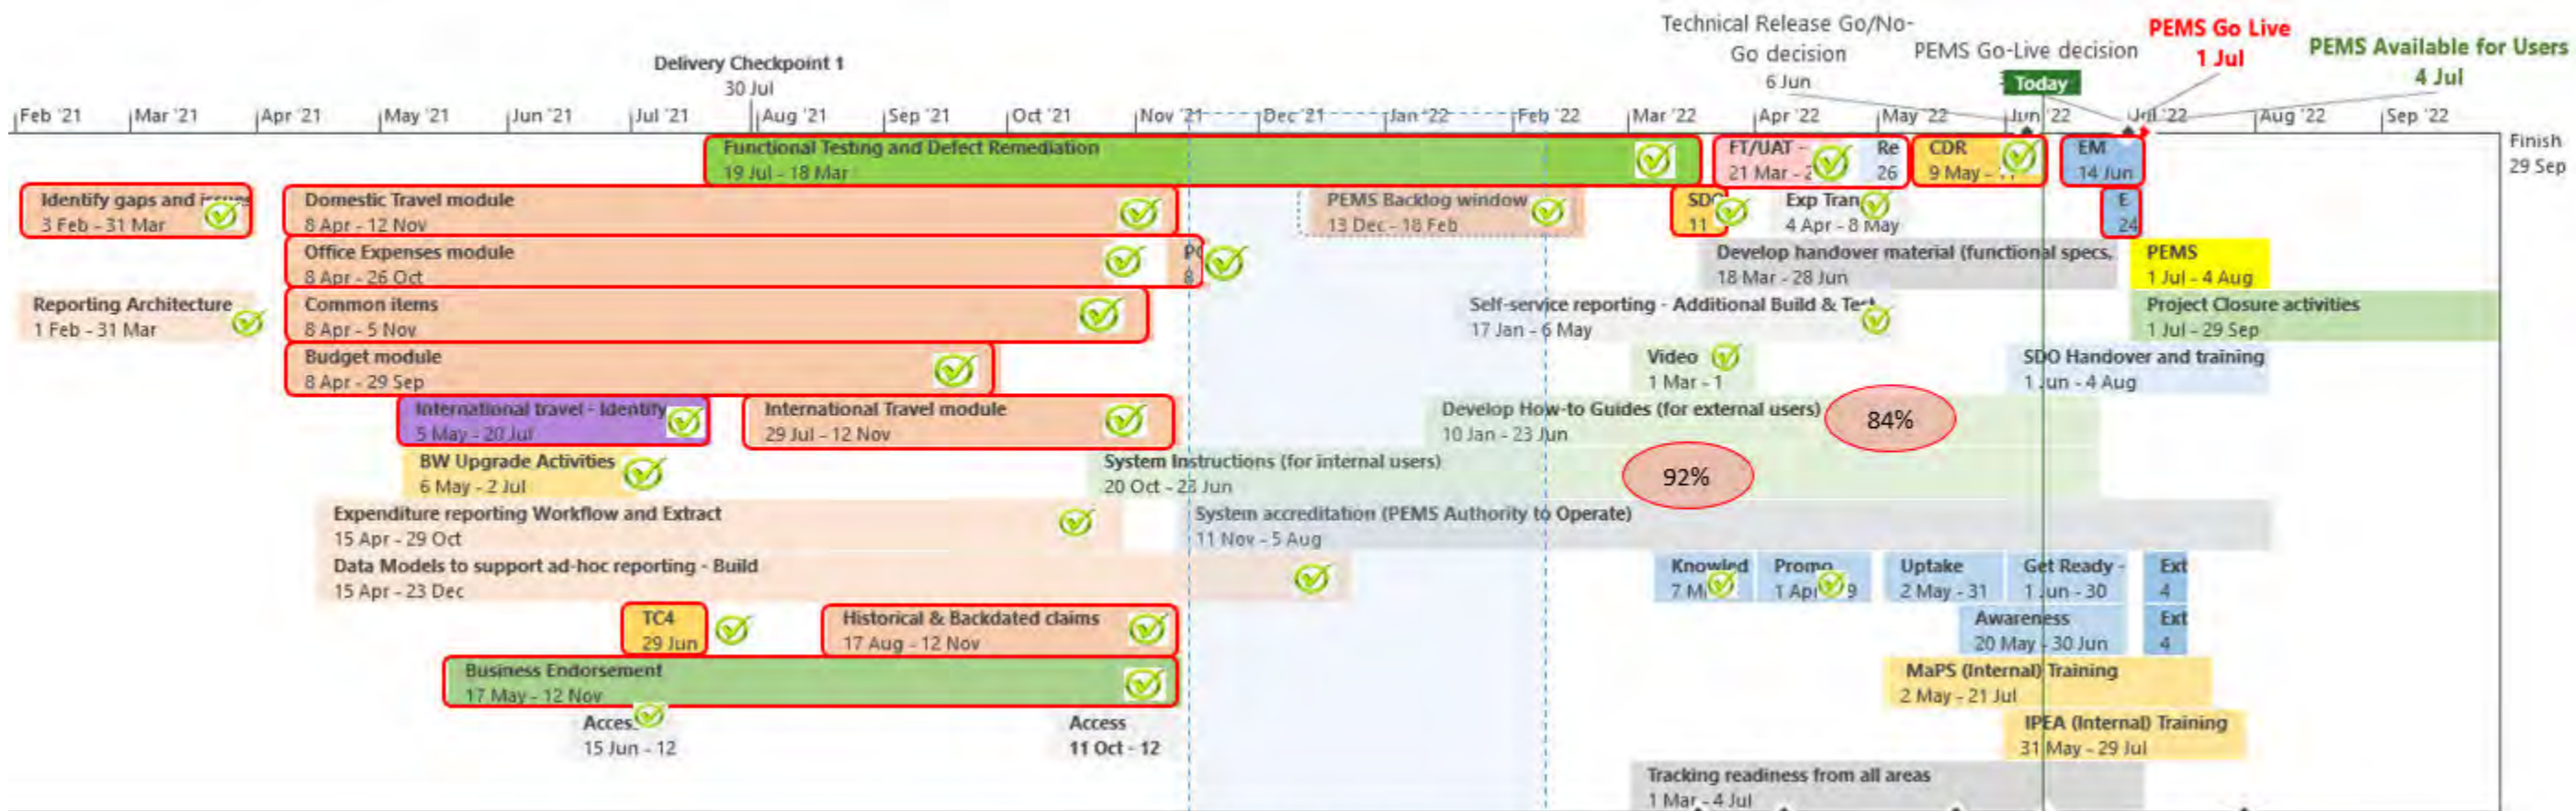 Technical Release Go/No-
Go decision
6 Jun
PEMS Go-Live decision
PEMS Go Live
1 Jul
PEMS Available for Users
4 Jul
Delivery Checkpoint 1
30 Jul
Today
Feb '21 Mar '21 Apr '21 May '21 Jun '21 Jul '21 Aug '21 Sep '21 Oct '21 Nov '21 Dec '21 Jan '22 Feb '22 Mar '22 Apr '22 May '22 Jun '22 Jul '22 Aug '22 Sep '22
Finish
29 Sep
Functional Testing and Defect Remediation
19 Jul - 18 Mar
FT/UAT -
21 Mar -
Re
26
CDR
9 May -
EM
14 Jun
Identify gaps and issues
3 Feb - 31 Mar
Domestic Travel module
8 Apr - 12 Nov
PEMS Backlog window
13 Dec - 18 Feb
SDO
11
Exp Tran
4 Apr - 8 May
E
24
Office Expenses module
8 Apr - 26 Oct
8
Develop handover material (functional specs,
18 Mar - 28 Jun
PEMS
1 Jul - 4 Aug
Reporting Architecture
1 Feb - 31 Mar
Common items
8 Apr - 5 Nov
Self-service reporting - Additional Build & Test
17 Jan - 6 May
Project Closure activities
1 Jul - 29 Sep
Budget module
8 Apr - 29 Sep
Video
1 Mar - 1
SDO Handover and training
1 Jun - 4 Aug
International travel - Identify
5 May - 20 Jul
International Travel module
29 Jul - 12 Nov
Develop How-to Guides (for external users)
10 Jan - 23 Jun
84%
BW Upgrade Activities
6 May - 2 Jul
System Instructions (for internal users)
20 Oct - 23 Jun
92%
Expenditure reporting Workflow and Extract
15 Apr - 29 Oct
System accreditation (PEMS Authority to Operate)
11 Nov - 5 Aug
Data Models to support ad-hoc reporting - Build
15 Apr - 23 Dec
Knowled
7 M
Promo
1 Apr 9
Uptake
2 May - 31
Get Ready -
1 Jun - 30
Ext
4
TC4
29 Jun
Historical & Backdated claims
17 Aug - 12 Nov
Awareness
20 May - 30 Jun
Ext
4
Business Endorsement
17 May - 12 Nov
MaPS (Internal) Training
2 May - 21 Jul
Acces
15 Jun - 12
Access
11 Oct - 12
IPEA (Internal) Training
31 May - 29 Jul
Tracking readiness from all areas
1 Mar - 4 Jul